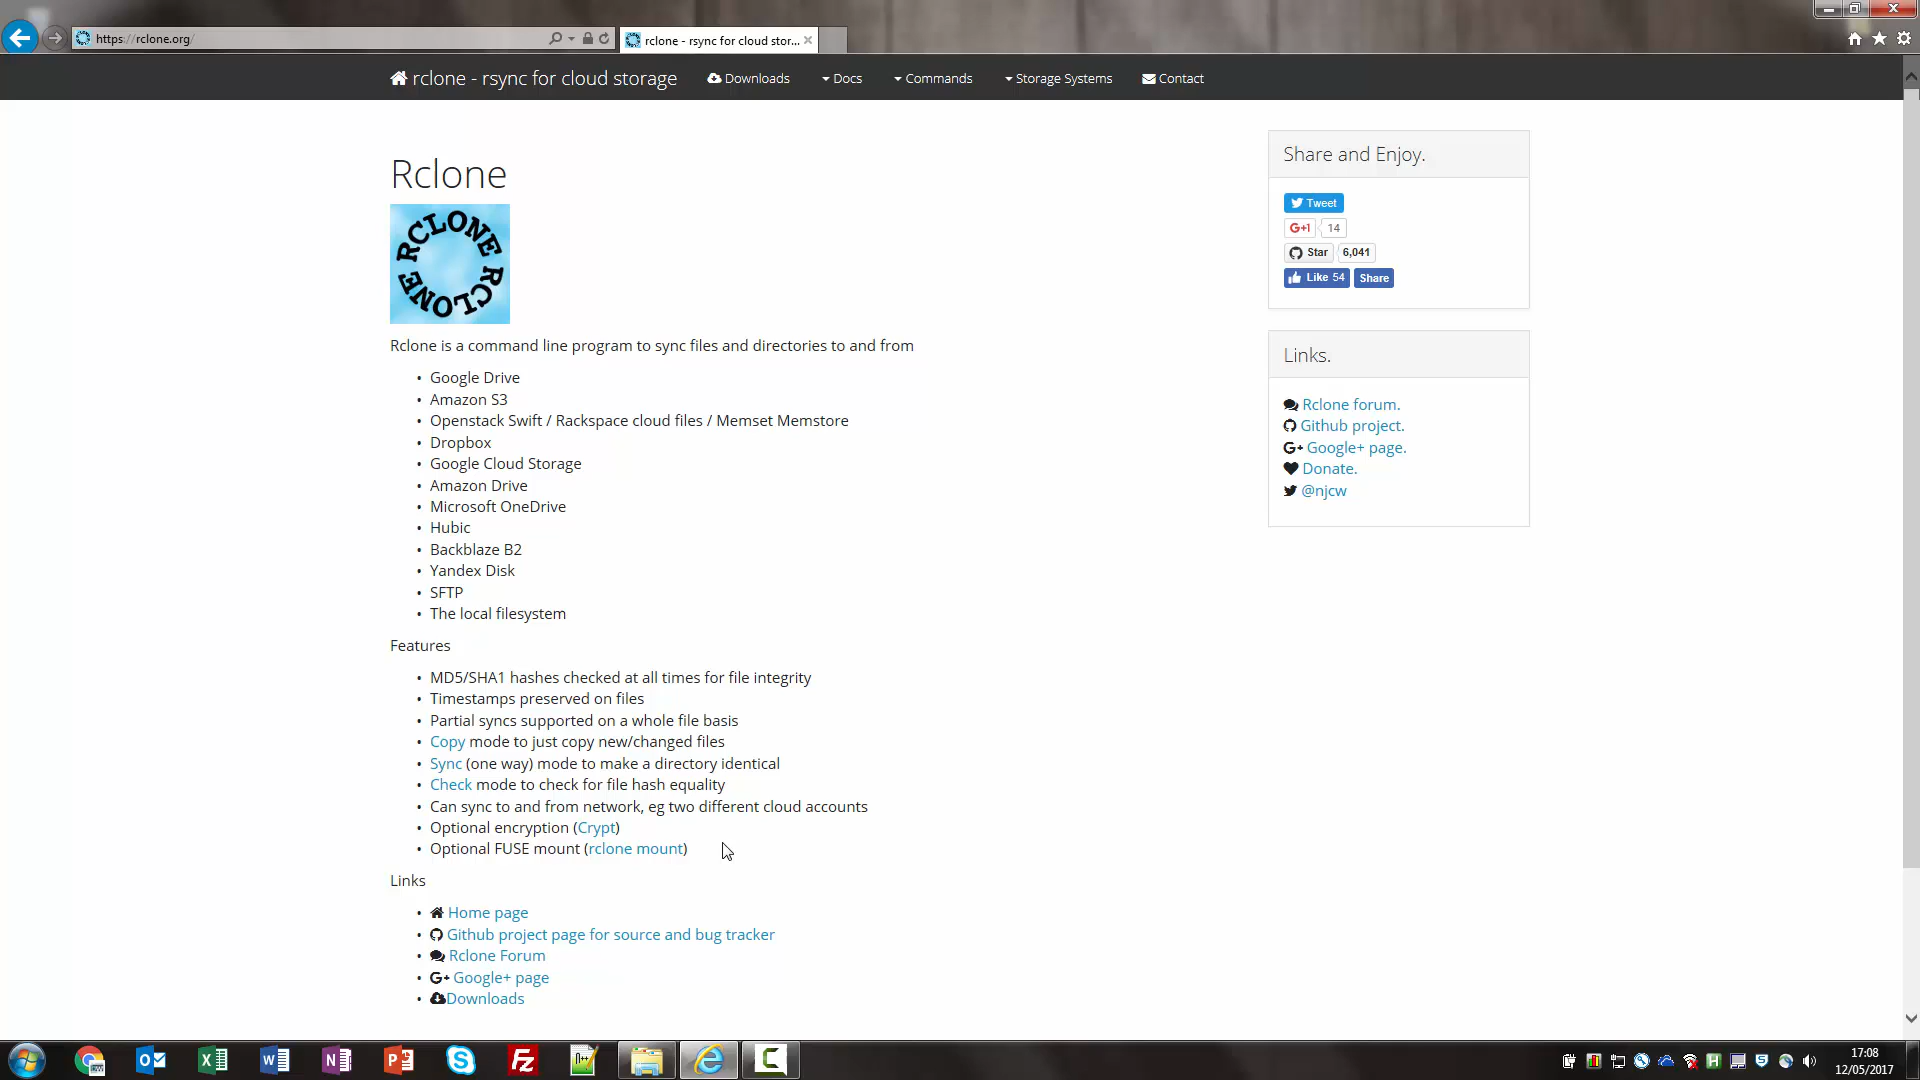 https://rclone.org/
rclone - rsync for cloud stor...
rclone - rsync for cloud storage
Downloads
Docs
Commands
Storage Systems
Contact
Rclone
RCLONE RCLONE
Rclone is a command line program to sync files and directories to and from
• Google Drive
• Amazon S3
• Openstack Swift / Rackspace cloud files / Memset Memstore
• Dropbox
• Google Cloud Storage
• Amazon Drive
• Microsoft OneDrive
• Hubic
• Backblaze B2
• Yandex Disk
• SFTP
• The local filesystem
Features
• MD5/SHA1 hashes checked at all times for file integrity
• Timestamps preserved on files
• Partial syncs supported on a whole file basis
• Copy mode to just copy new/changed files
• Sync (one way) mode to make a directory identical
• Check mode to check for file hash equality
• Can sync to and from network, eg two different cloud accounts
• Optional encryption (Crypt)
• Optional FUSE mount (rclone mount)
Links
• Home page
• Github project page for source and bug tracker
• Rclone Forum
• G+ Google+ page
• Downloads
Share and Enjoy.
Tweet
G+1 14
Star 6,041
Like 54 Share
Links.
Rclone forum.
Github project.
G+ Google+ page.
Donate.
@njcw
17:08
12/05/2017